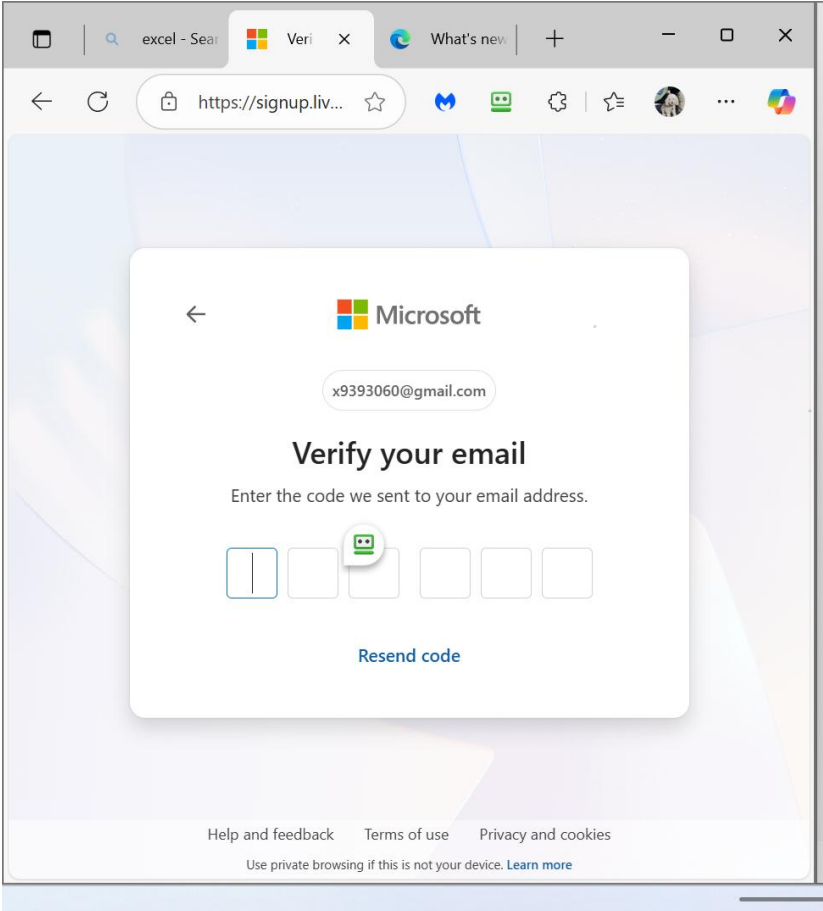 excel - Sear
Veri
What's new
https://signup.liv...
Microsoft
x9393060@gmail.com
Verify your email
Enter the code we sent to your email address.
Resend code
Help and feedback Terms of use Privacy and cookies
Use private browsing if this is not your device. Learn more